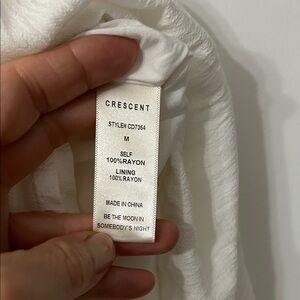 CRESCENT
STYLE# CD7364
M
SELF
100%RAYON
LINING
100%RAYON
MADE IN CHINA
BE THE MOON IN
SOMEBODY'S NIGHT